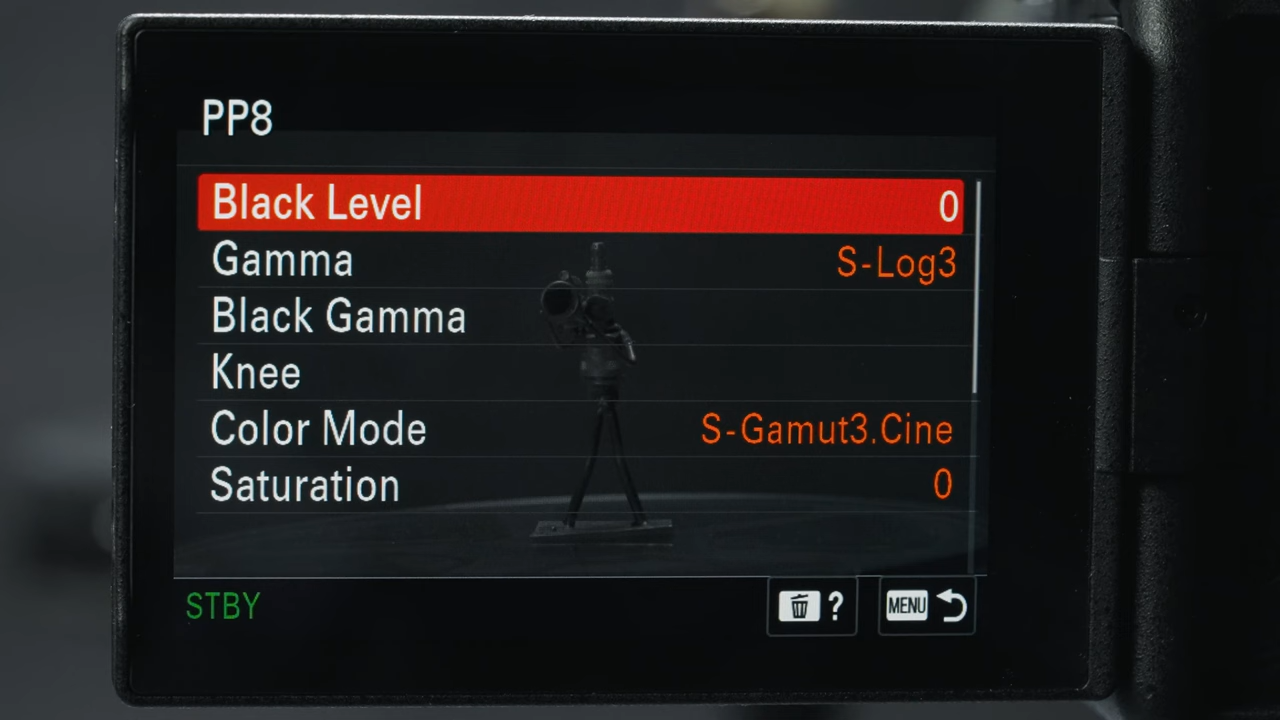 PP8
Black Level 0
Gamma S-Log3
Black Gamma
Knee
Color Mode S-Gamut3.Cine
Saturation 0
STBY ? MENU